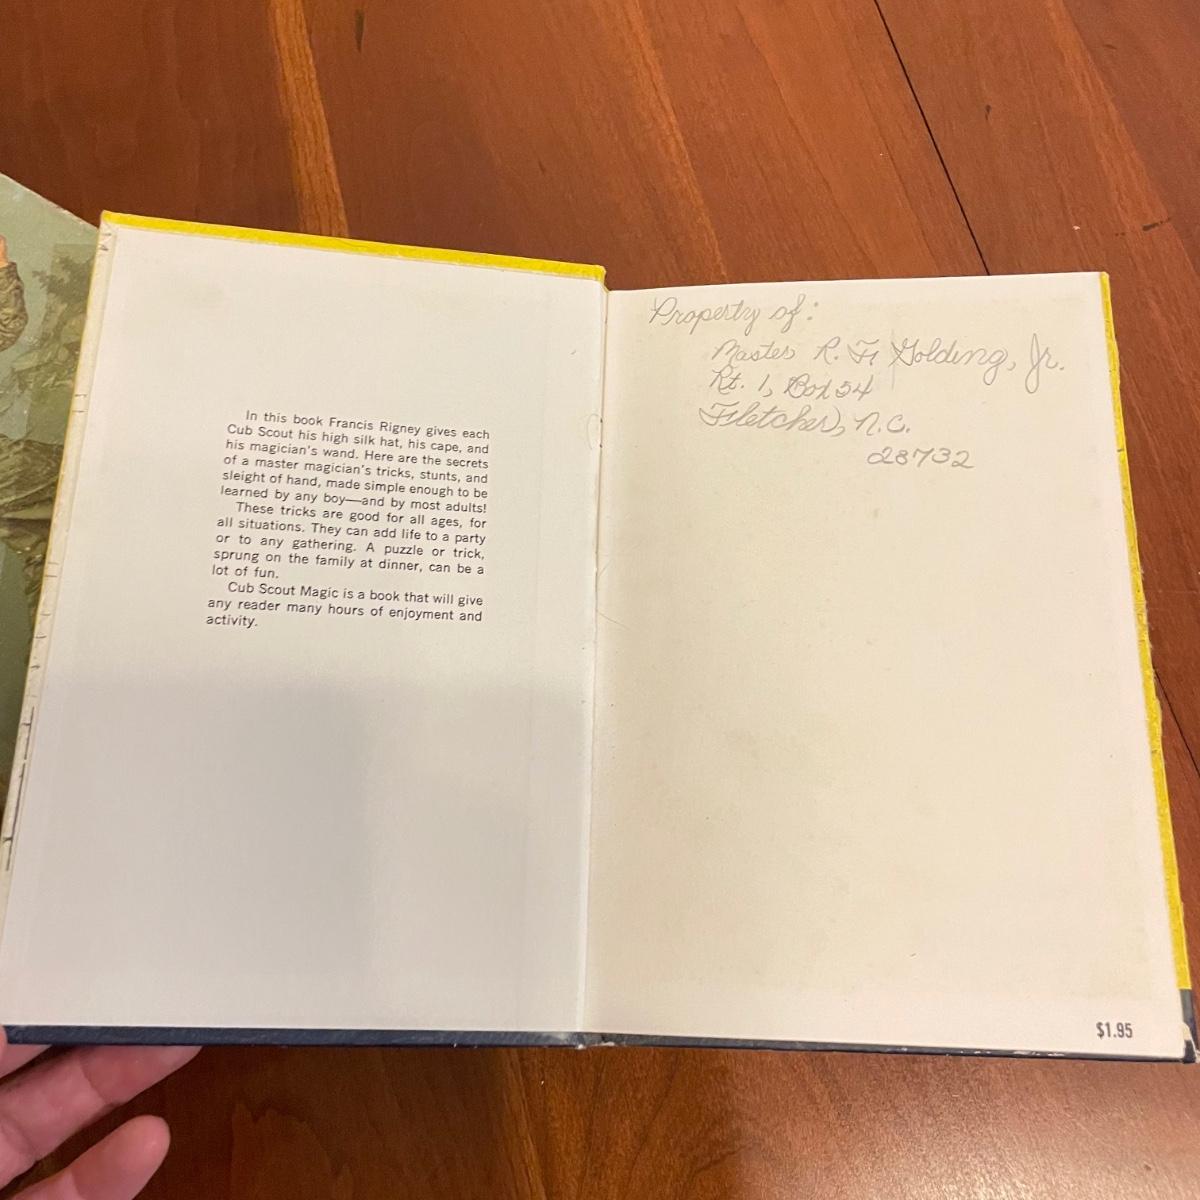 In this book Francis Rigney gives each
Cub Scout his high silk hat, his cape, and
his magician's wand. Here are the secrets
of a master magician's tricks, stunts, and
sleight of hand, made simple enough to be
learned by any boy—and by most adults!
These tricks are good for all ages, for
all situations. They can add life to a party
or to any gathering. A puzzle or trick,
sprung on the family at dinner, can be a
lot of fun.
Cub Scout Magic is a book that will give
any reader many hours of enjoyment and
activity.
Property of:
Master R. F. Golding, Jr.
Rt. 1, Box 54
Fletcher, N.C.
28732
$1.95